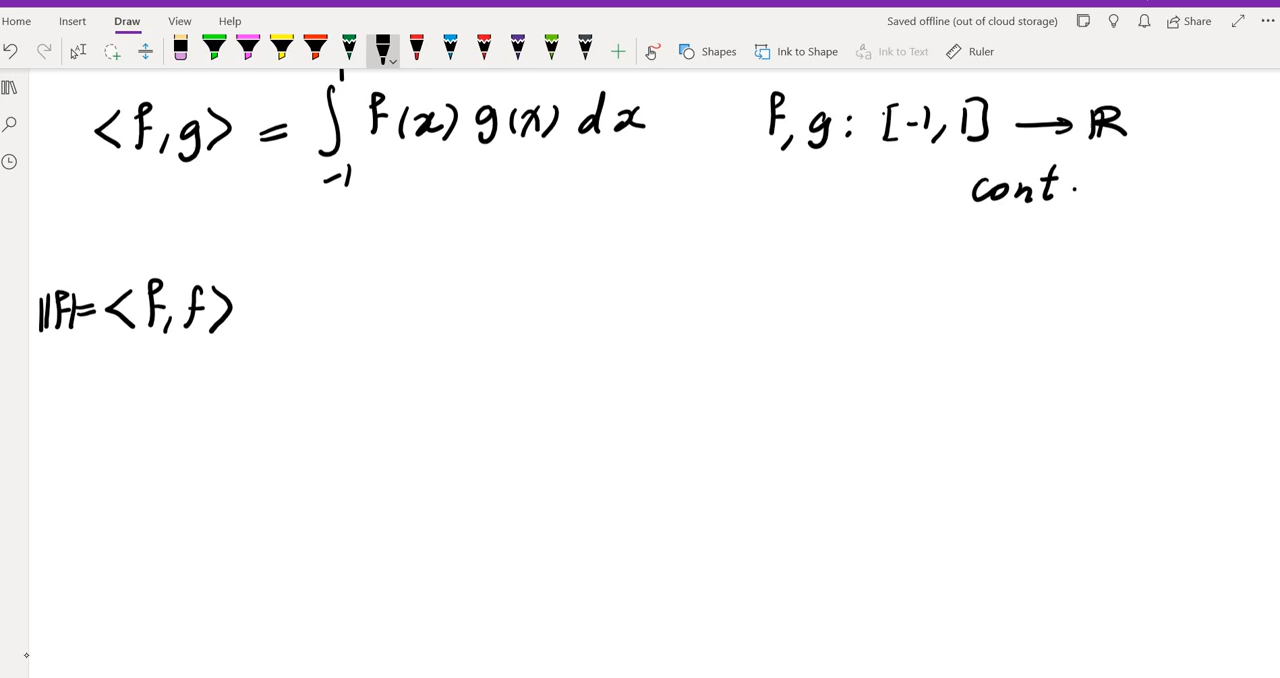 Home Insert Draw View Help Saved offline (out of cloud storage) Share
Shapes Ink to Shape Ink to Text Ruler
<f,g> = ∫_{-1}^{1} f(x) g(x) dx f,g : [-1,1] → ℝ
cont.
||f|= <f,f>